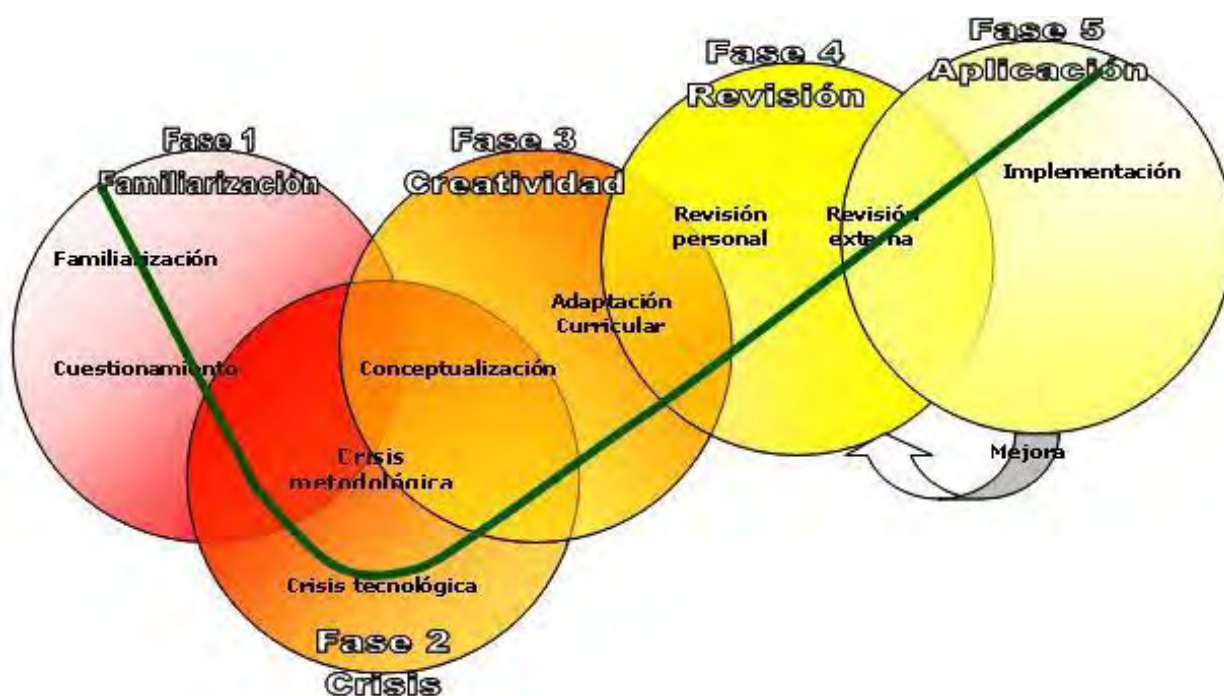 Fase 1
Familiarización
Familiarización
Cuestionamiento
Fase 2
Crisis
Crisis
metodológica
Crisis tecnológica
Fase 3
Creatividad
Conceptualización
Adaptación
Curricular
Fase 4
Revisión
Revisión
personal
Revisión
externa
Fase 5
Aplicación
Implementación
Mejora